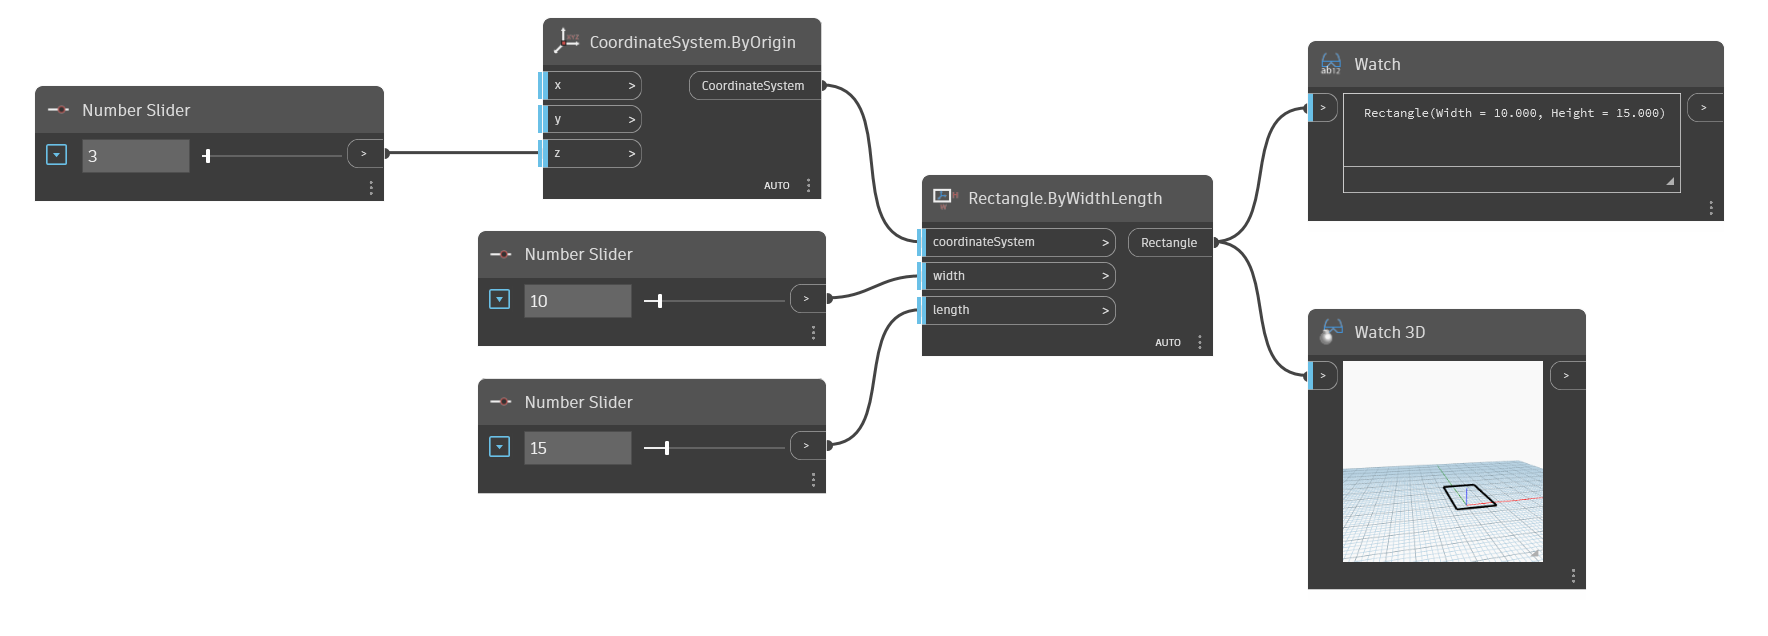 Number Slider
3
>
CoordinateSystem.ByOrigin
x >
y >
z >
CoordinateSystem
AUTO
Number Slider
10
>
Number Slider
15
>
Rectangle.ByWidthLength
coordinateSystem >
width >
length >
Rectangle
AUTO
Watch
>
Rectangle(Width = 10.000, Height = 15.000)
>
Watch 3D
>
>